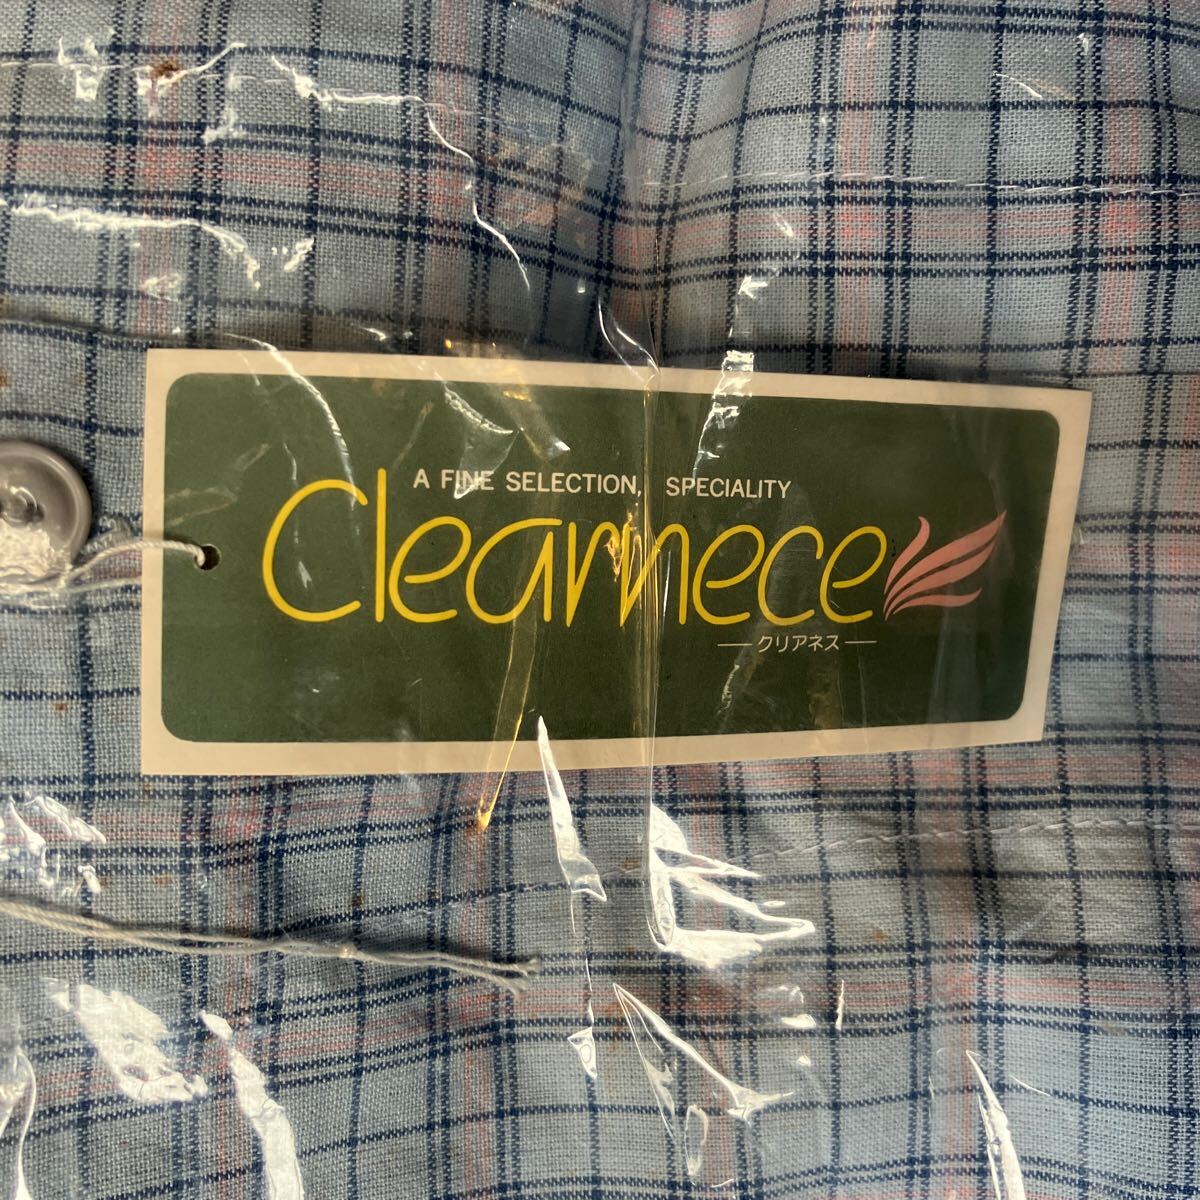 A FINE SELECTION, SPECIALITY
Clearnece
クリアネス